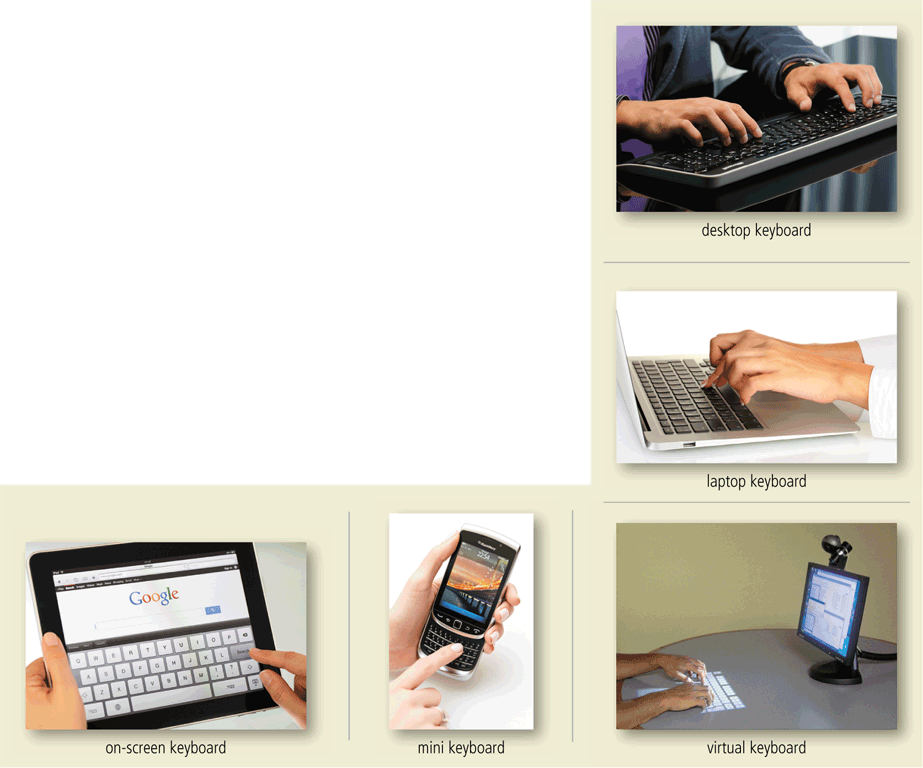 desktop keyboard
laptop keyboard
Google
Q W E R T Y U I O P
A S D F G H J K L
Z X C V B N M
on-screen keyboard
mini keyboard
virtual keyboard